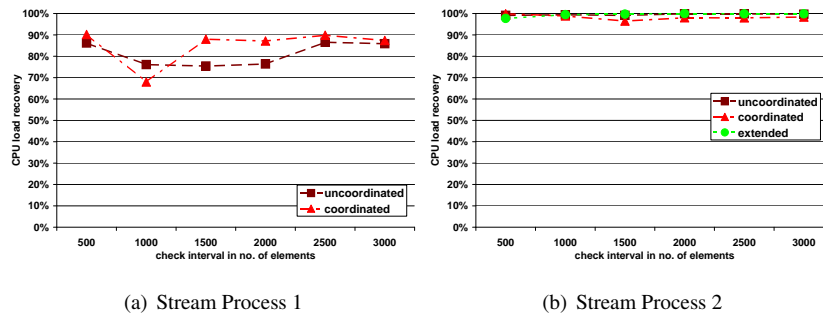 100%
90%
80%
70%
60%
50%
40%
30%
20%
10%
0%
CPU load recovery
500 1000 1500 2000 2500 3000
check interval in no. of elements
uncoordinated
coordinated
(a) Stream Process 1
100%
90%
80%
70%
60%
50%
40%
30%
20%
10%
0%
CPU load recovery
500 1000 1500 2000 2500 3000
check interval in no. of elements
uncoordinated
coordinated
extended
(b) Stream Process 2